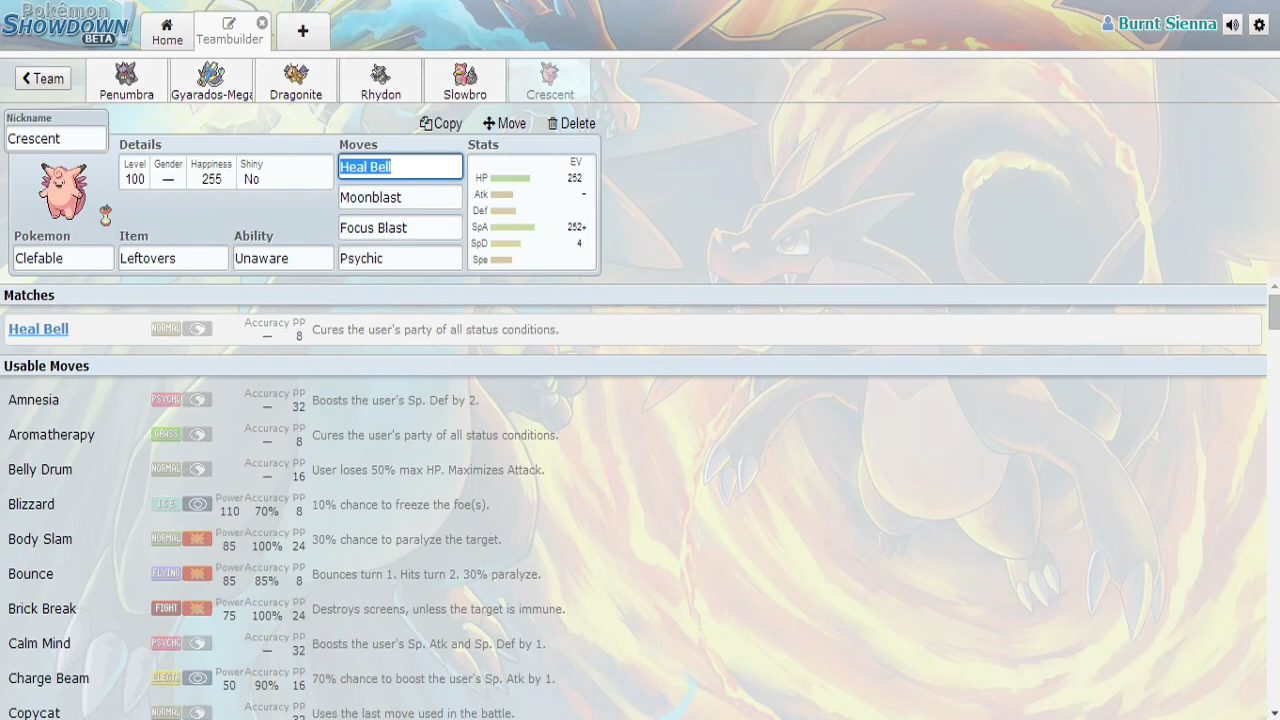 Pokémon
SHOWDOWN!
BETA
Home
Teambuilder
+
Burnt Sienna
Team
Penumbra
Gyarados-Mega
Dragonite
Rhydon
Slowbro
Crescent
Nickname
Crescent
Copy Move Delete
Details
Level Gender Happiness Shiny
100 — 255 No
Moves
Heal Bell
Moonblast
Focus Blast
Psychic
Stats
EV
HP 252
Atk -
Def
SpA 252+
SpD 4
Spe
Pokemon Item Ability
Clefable Leftovers Unaware
Matches
Heal Bell NORMAL Accuracy — PP 8 Cures the user's party of all status conditions.
Usable Moves
Amnesia PSYCHC Accuracy — PP 32 Boosts the user's Sp. Def by 2.
Aromatherapy GRASS Accuracy — PP 8 Cures the user's party of all status conditions.
Belly Drum NORMAL Accuracy — PP 16 User loses 50% max HP. Maximizes Attack.
Blizzard ICE Power 110 Accuracy 70% PP 8 10% chance to freeze the foe(s).
Body Slam NORMAL Power 85 Accuracy 100% PP 24 30% chance to paralyze the target.
Bounce FLYING Power 85 Accuracy 85% PP 8 Bounces turn 1. Hits turn 2. 30% paralyze.
Brick Break FIGHT Power 75 Accuracy 100% PP 24 Destroys screens, unless the target is immune.
Calm Mind PSYCHC Accuracy — PP 32 Boosts the user's Sp. Atk and Sp. Def by 1.
Charge Beam ELECTR Power 50 Accuracy 90% PP 16 70% chance to boost the user's Sp. Atk by 1.
Copycat NORMAL Accuracy PP 32 Uses the last move used in the battle.